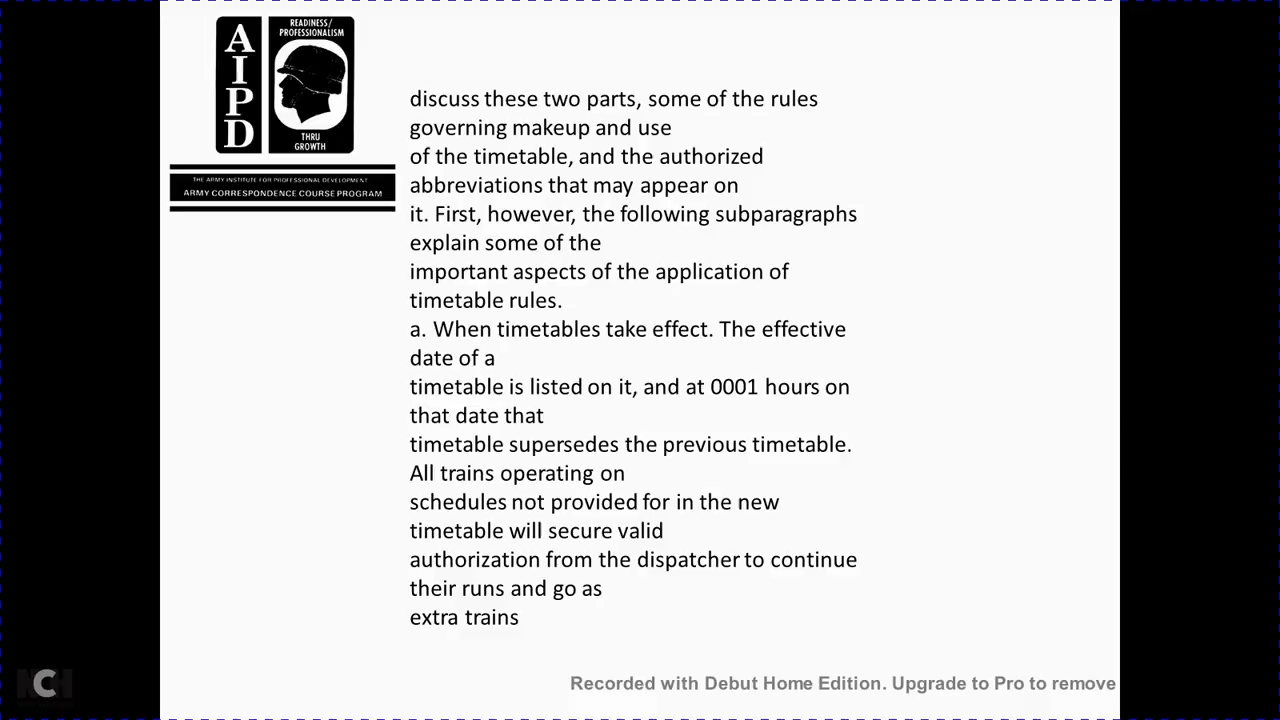 READINESS/
PROFESSIONALISM
AIPD
THRU
GROWTH
THE ARMY INSTITUTE FOR PROFESSIONAL DEVELOPMENT
ARMY CORRESPONDENCE COURSE PROGRAM
discuss these two parts, some of the rules
governing makeup and use
of the timetable, and the authorized
abbreviations that may appear on
it. First, however, the following subparagraphs
explain some of the
important aspects of the application of
timetable rules.
a. When timetables take effect. The effective
date of a
timetable is listed on it, and at 0001 hours on
that date that
timetable supersedes the previous timetable.
All trains operating on
schedules not provided for in the new
timetable will secure valid
authorization from the dispatcher to continue
their runs and go as
extra trains
NCH
Recorded with Debut Home Edition. Upgrade to Pro to remove